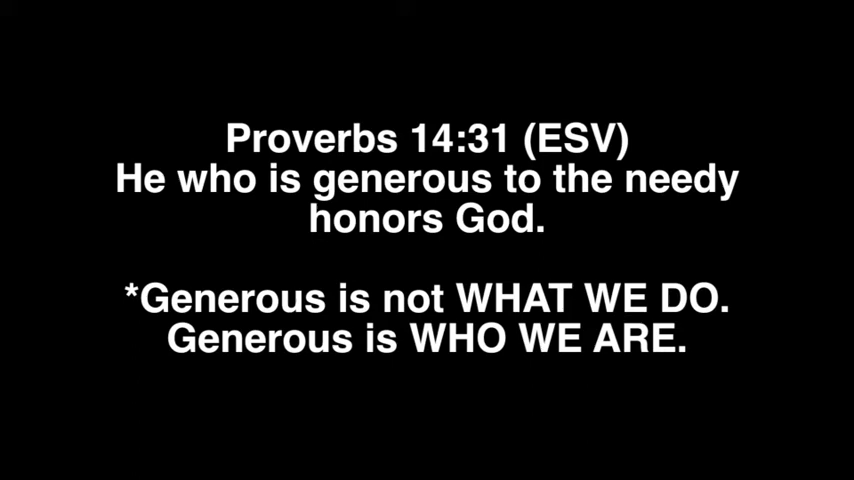 Proverbs 14:31 (ESV)
He who is generous to the needy
honors God.
*Generous is not WHAT WE DO.
Generous is WHO WE ARE.